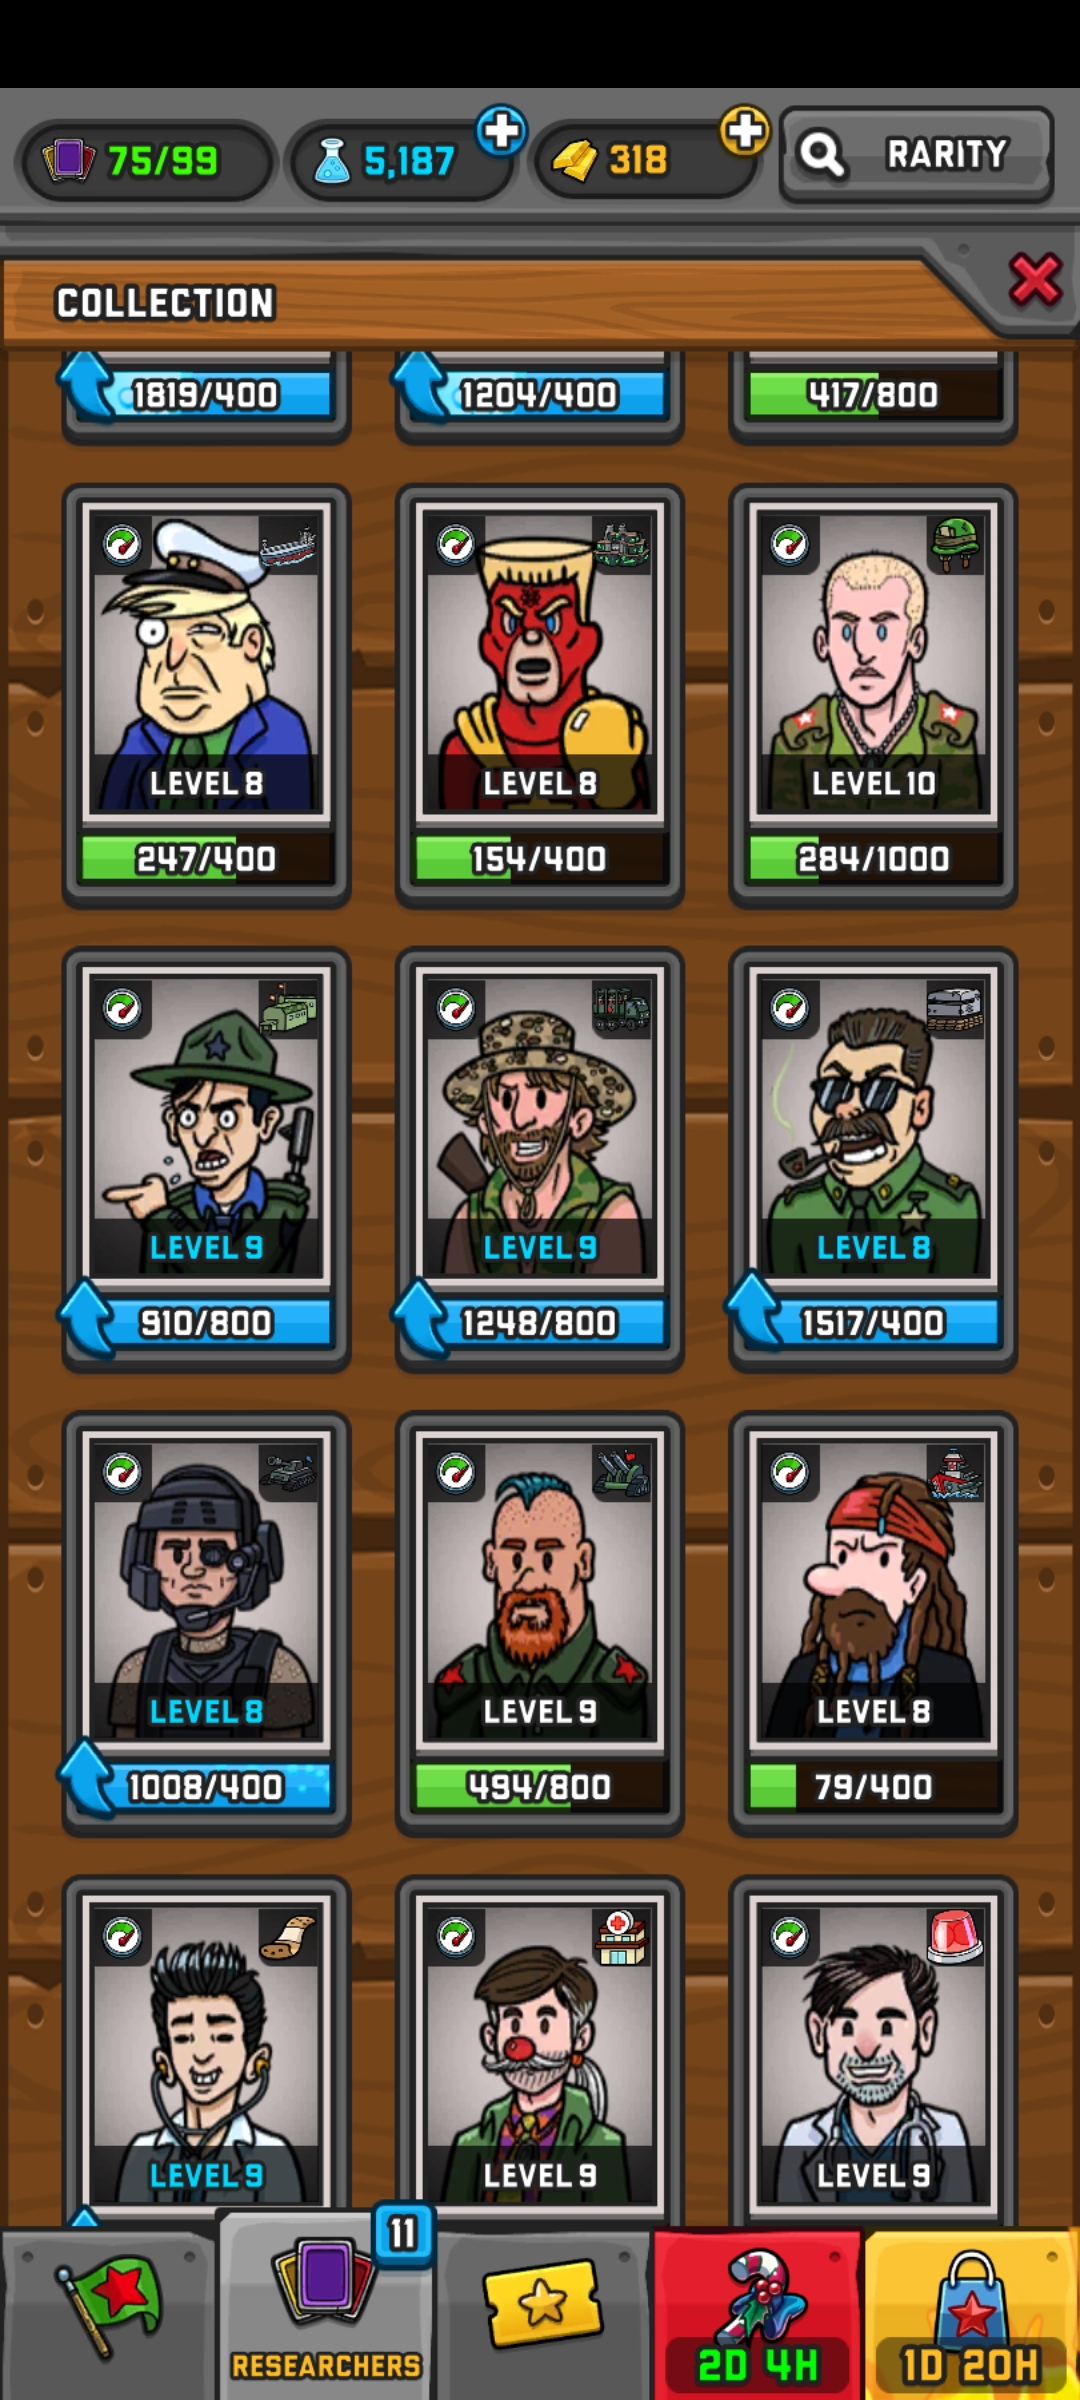 75/99
5,187
318
RARITY
COLLECTION
1819/400
1204/400
417/800
LEVEL 8
LEVEL 8
LEVEL 10
247/400
154/400
284/1000
LEVEL 9
LEVEL 9
LEVEL 8
910/800
1248/800
1517/400
LEVEL 8
LEVEL 9
LEVEL 8
1008/400
494/800
79/400
LEVEL 9
LEVEL 9
LEVEL 9
11
RESEARCHERS
2D 4H
1D 20H